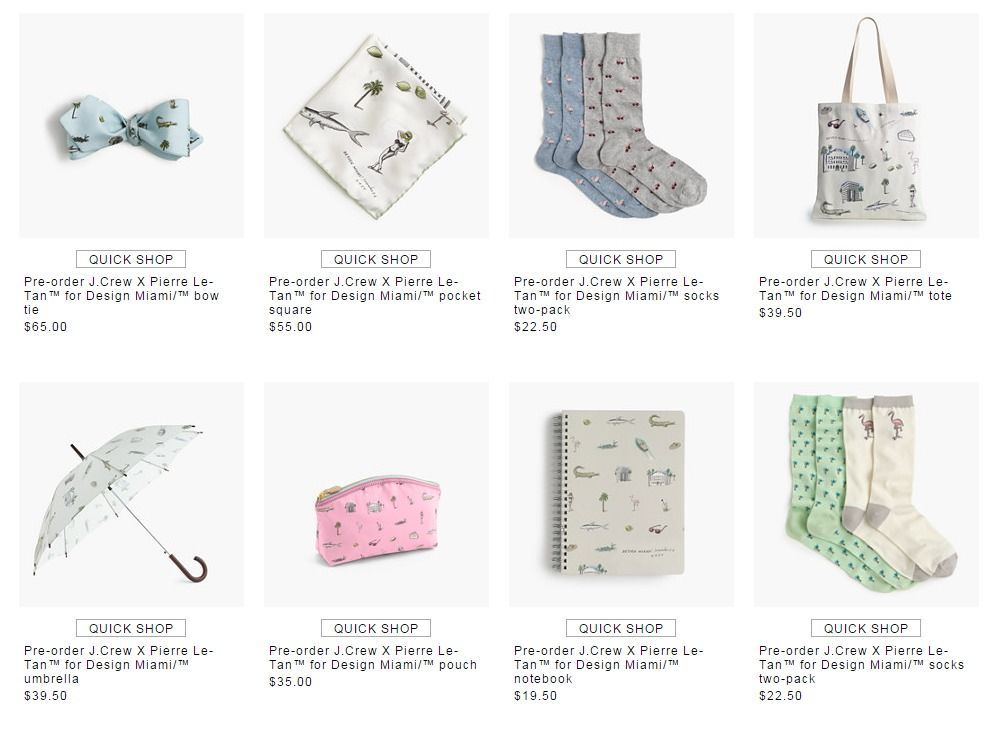 QUICK SHOP
Pre-order J.Crew X Pierre Le-
Tan™ for Design Miami/™ bow
tie
$65.00
QUICK SHOP
Pre-order J.Crew X Pierre Le-
Tan™ for Design Miami/™ pocket
square
$55.00
QUICK SHOP
Pre-order J.Crew X Pierre Le-
Tan™ for Design Miami/™ socks
two-pack
$22.50
QUICK SHOP
Pre-order J.Crew X Pierre Le-
Tan™ for Design Miami/™ tote
$39.50
QUICK SHOP
Pre-order J.Crew X Pierre Le-
Tan™ for Design Miami/™
umbrella
$39.50
QUICK SHOP
Pre-order J.Crew X Pierre Le-
Tan™ for Design Miami/™ pouch
$35.00
DESIGN MIAMI
QUICK SHOP
Pre-order J.Crew X Pierre Le-
Tan™ for Design Miami/™
notebook
$19.50
QUICK SHOP
Pre-order J.Crew X Pierre Le-
Tan™ for Design Miami/™ socks
two-pack
$22.50